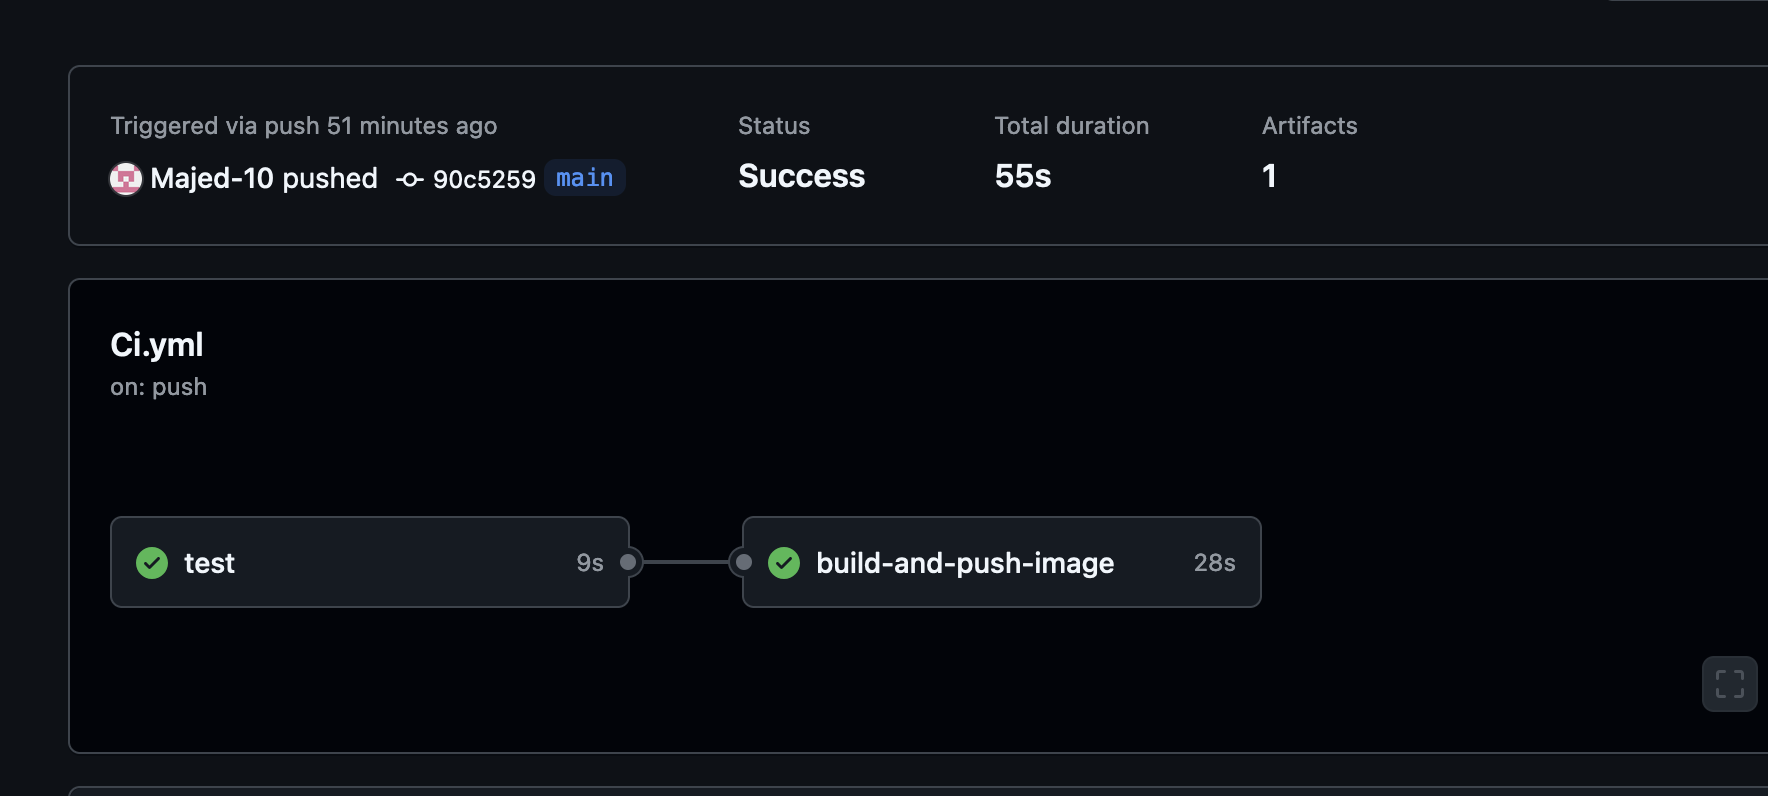 Triggered via push 51 minutes ago
Majed-10 pushed 90c5259 main
Status
Success
Total duration
55s
Artifacts
1
Ci.yml
on: push
test 9s
build-and-push-image 28s